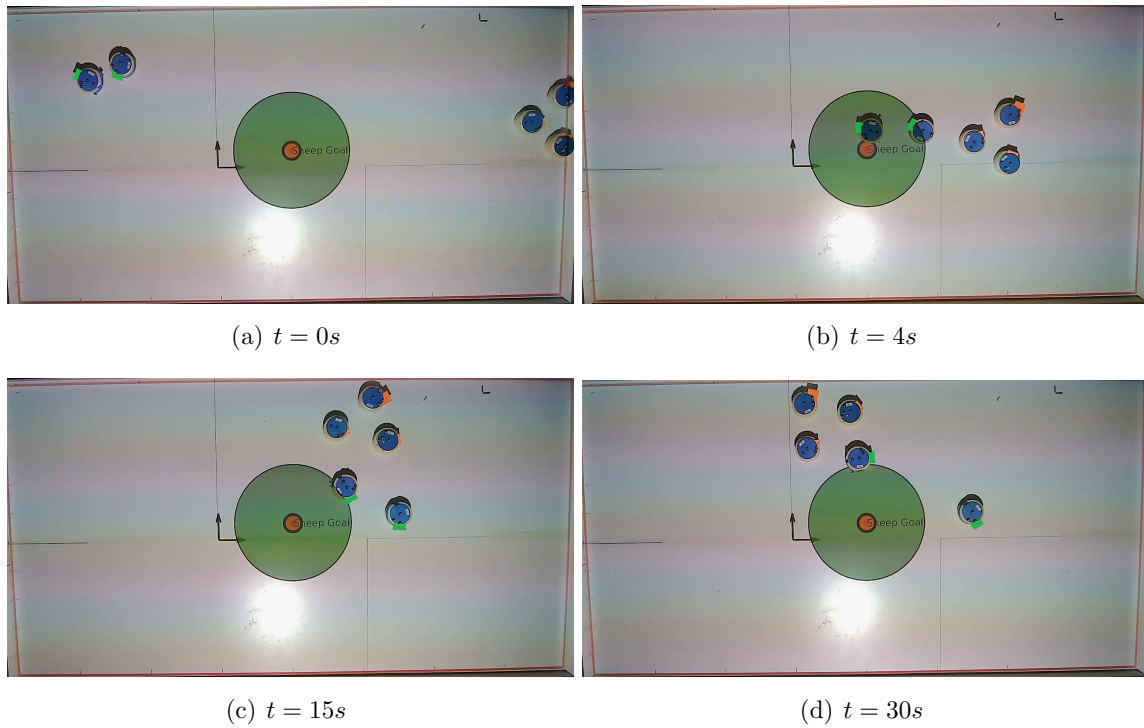 Sheep Goal
Sheep Goal
(a) t = 0s
(b) t = 4s
Sheep Goal
Sheep Goal
(c) t = 15s
(d) t = 30s